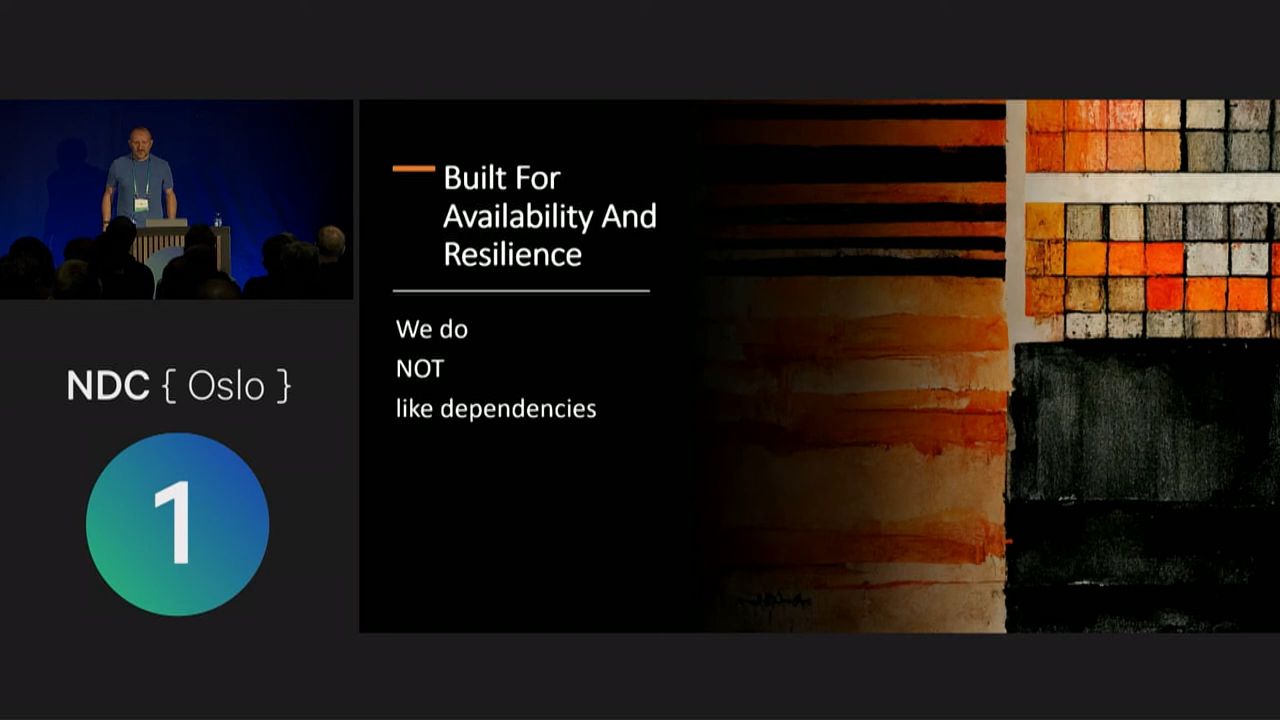 Built For
Availability And
Resilience
We do
NOT
like dependencies
NDC { Oslo }
1